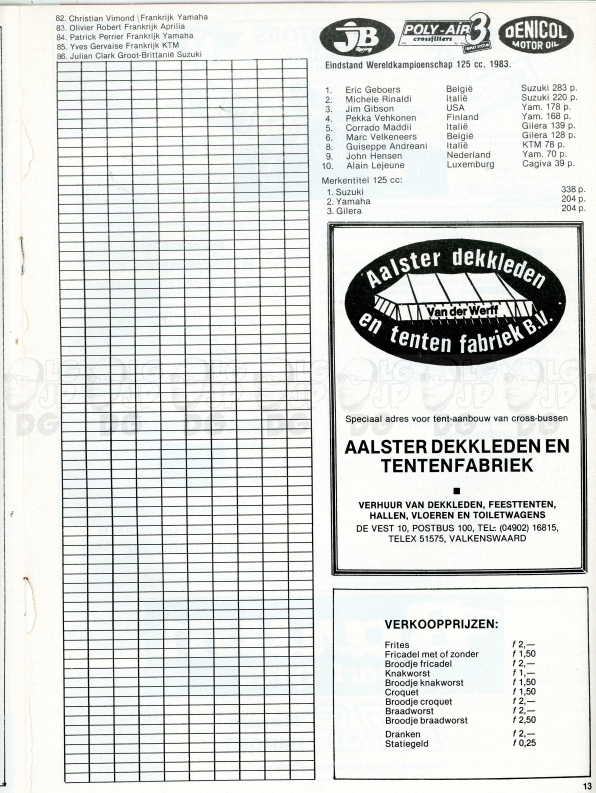 82. Christian Vimond Frankrijk Yamaha
83. Olivier Robert Frankrijk Aprilia
84. Patrick Perrier Frankrijk Yamaha
85. Yves Gervaise Frankrijk KTM
86. Julian Clark Groot-Brittanië Suzuki
JB
Racing
POLY-AIR 3
crossfilters
DENICOL
MOTOR OIL
Eindstand Wereldkampioenschap 125 cc, 1983.
1. Eric Geboers België Suzuki 283 p.
2. Michele Rinaldi Italië Suzuki 220 p.
3. Jim Gibson USA Yam. 178 p.
4. Pekka Vehkonen Finland Yam. 168 p.
5. Corrado Maddii Italië Gilera 139 p.
6. Marc Velkeneers België Gilera 128 p.
8. Guiseppe Andreani Italië KTM 78 p.
9. John Hensen Nederland Yam. 70 p.
10. Alain Lejeune Luxemburg Cagiva 39 p.
Merkentitel 125 cc:
1. Suzuki 338 p.
2. Yamaha 204 p.
3. Gilera 204 p.
Aalster dekkleden
Van der Werff
en tenten fabriek B.V.
Speciaal adres voor tent-aanbouw van cross-bussen
AALSTER DEKKLEDEN EN
TENTENFABRIEK
VERHUUR VAN DEKKLEDEN, FEESTTENTEN,
HALLEN, VLOEREN EN TOILETWAGENS
DE VEST 10, POSTBUS 100, TEL: (04902) 16815,
TELEX 51575, VALKENSWAARD
VERKOOPPRIJZEN:
Frites f 2,—
Fricadel met of zonder f 1,50
Broodje fricadel f 2,—
Knakworst f 1,—
Broodje knakworst f 1,50
Croquet f 1,50
Broodje croquet f 2,—
Braadworst f 2,—
Broodje braadworst f 2,50
Dranken f 2,—
Statiegeld f 0,25
13